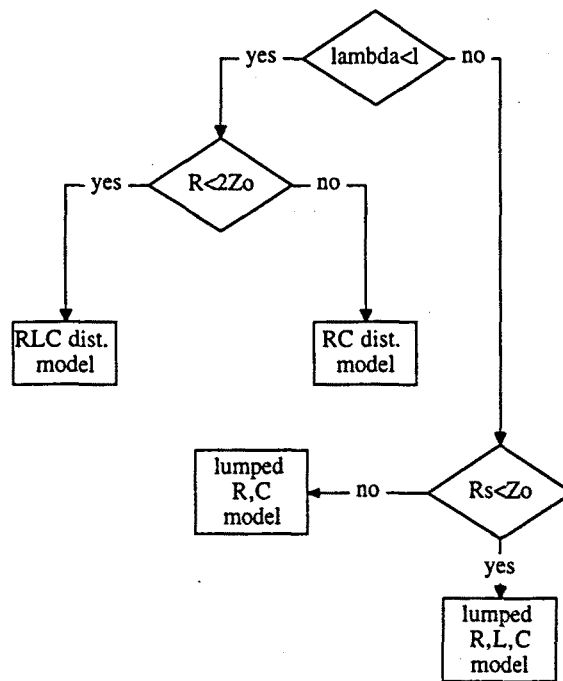 lambda<l
yes
no
R<2Zo
yes
no
RLC dist.
model
RC dist.
model
Rs<Zo
no
lumped
R,C
model
yes
lumped
R,L,C
model